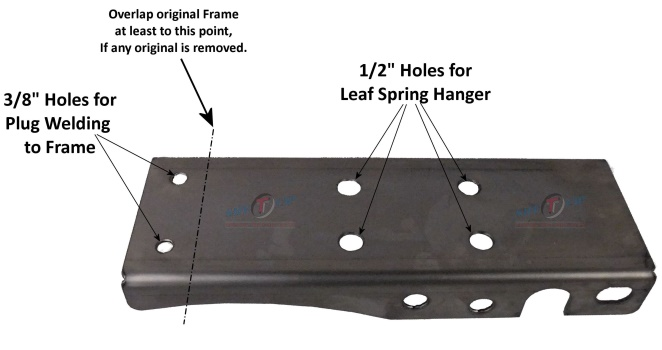 Overlap original Frame
at least to this point,
If any original is removed.
1/2" Holes for
Leaf Spring Hanger
3/8" Holes for
Plug Welding
to Frame